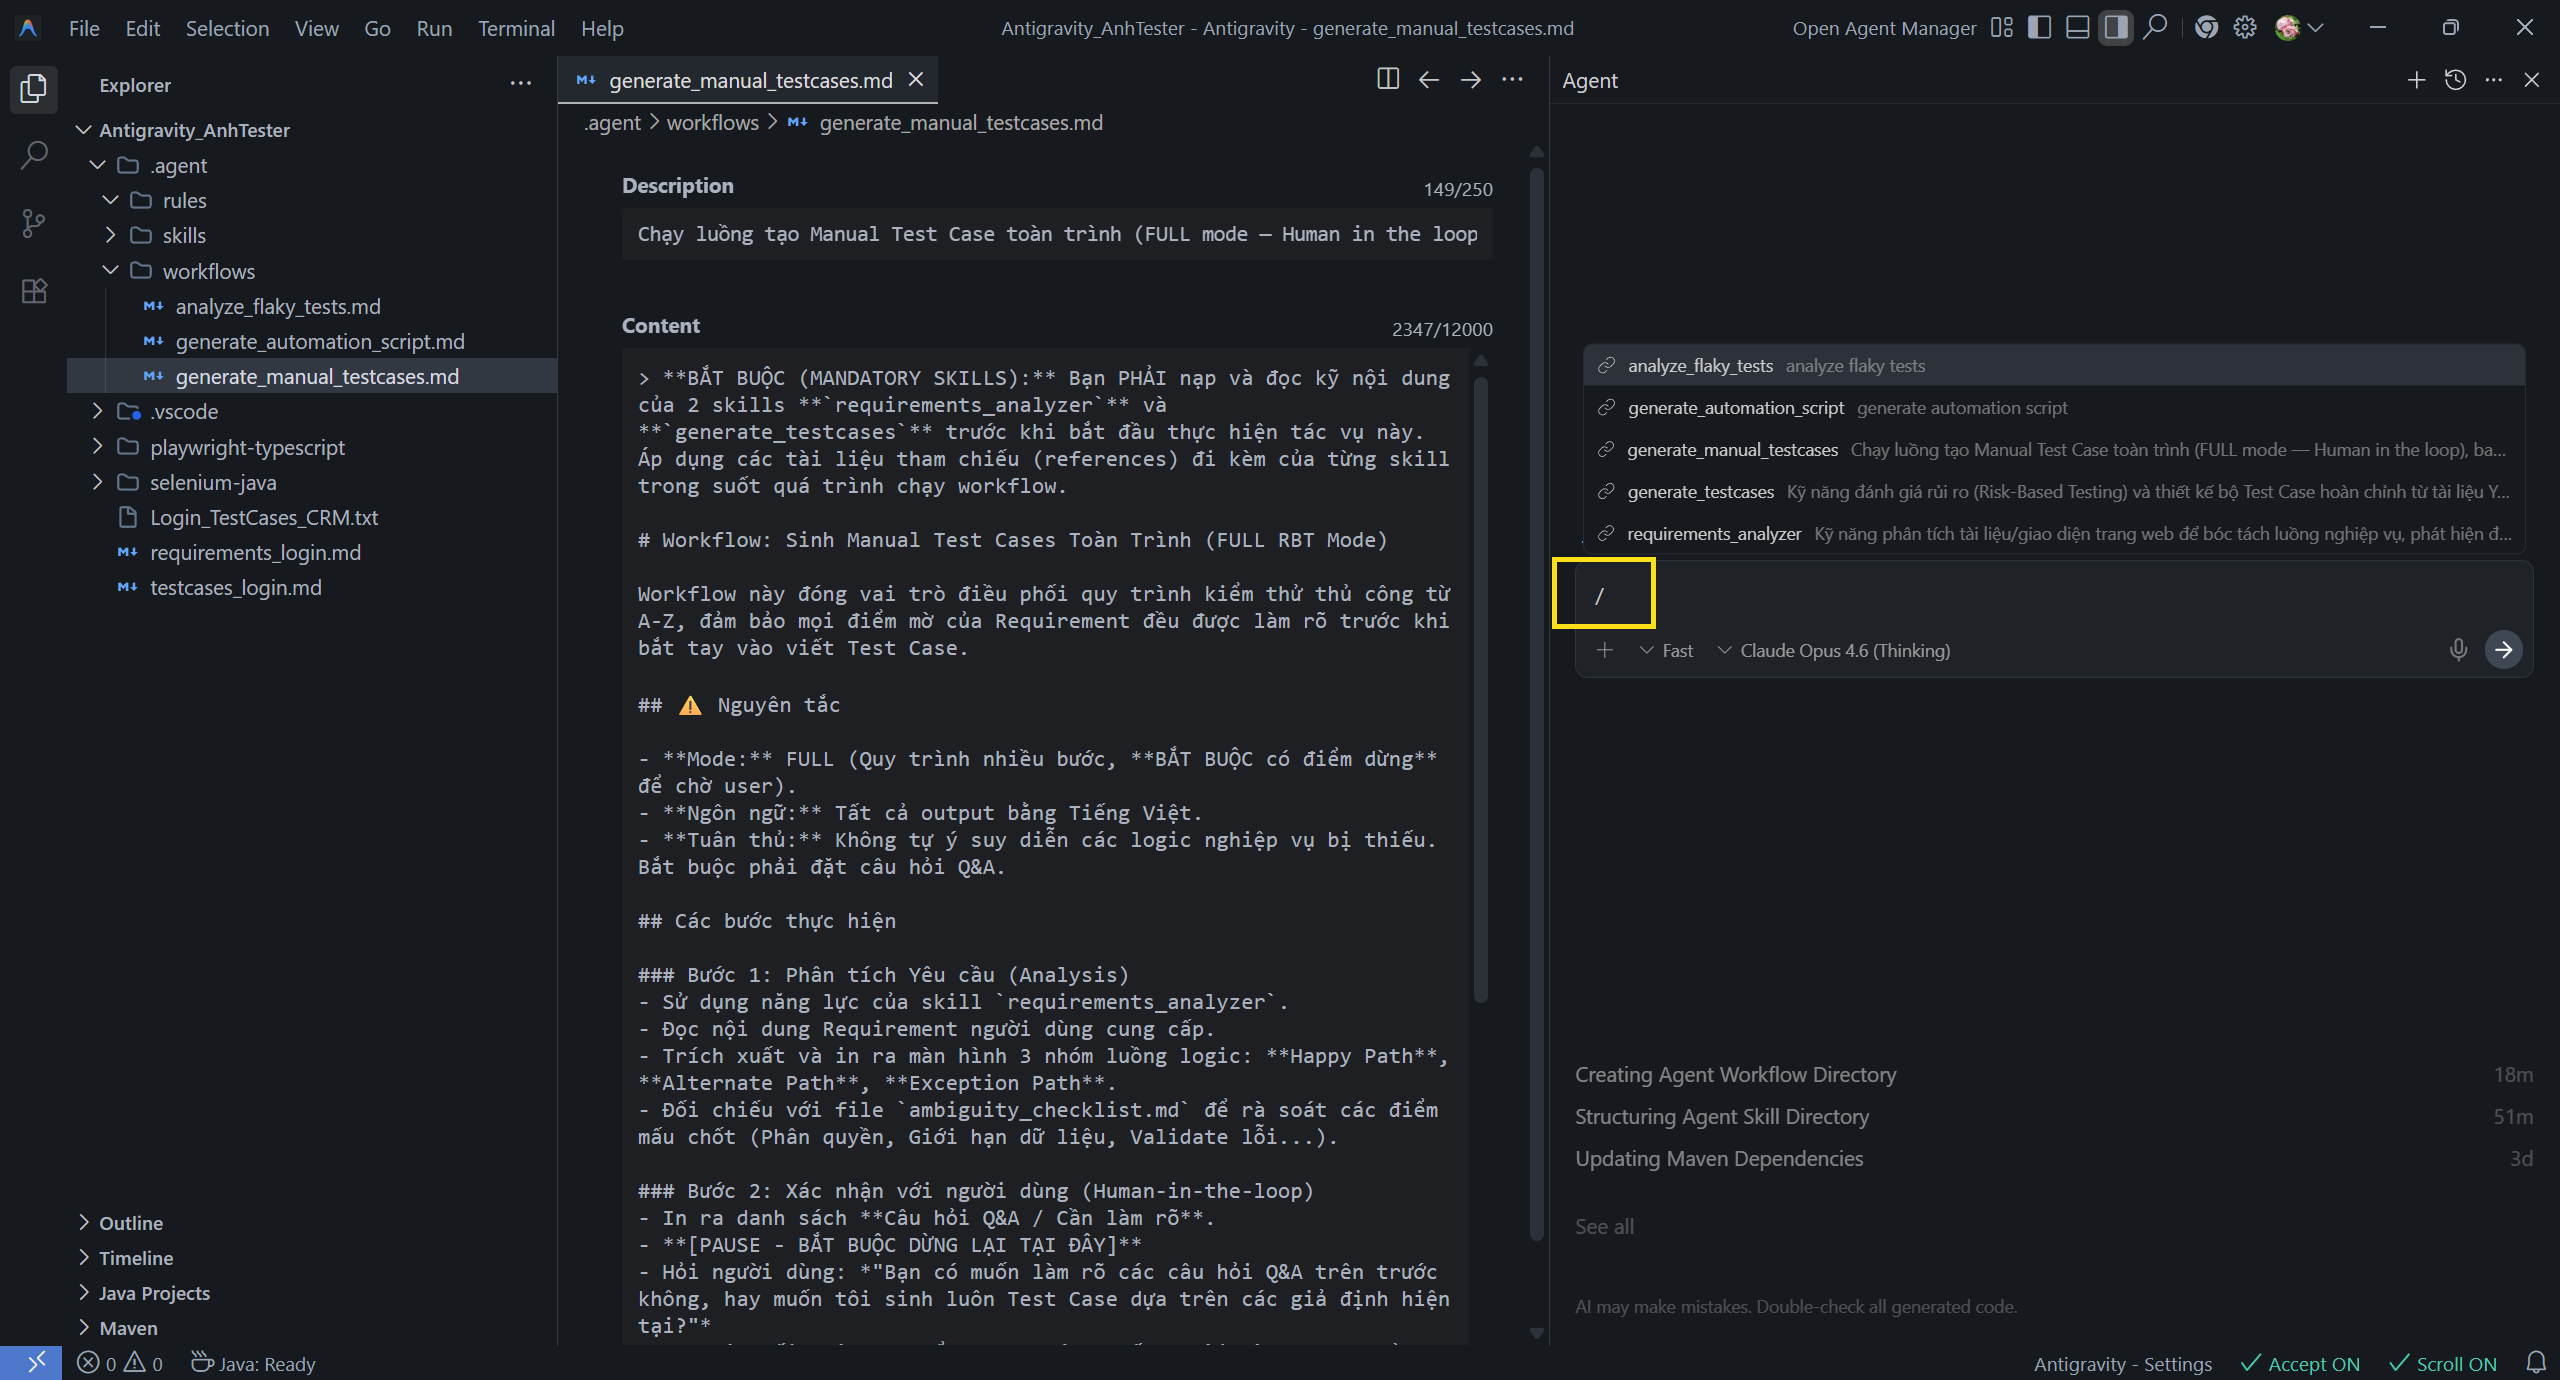 File Edit Selection View Go Run Terminal Help
Antigravity_AnhTester - Antigravity - generate_manual_testcases.md
Open Agent Manager
Explorer
Antigravity_AnhTester
.agent
rules
skills
workflows
analyze_flaky_tests.md
generate_automation_script.md
generate_manual_testcases.md
.vscode
playwright-typescript
selenium-java
Login_TestCases_CRM.txt
requirements_login.md
testcases_login.md
Outline
Timeline
Java Projects
Maven
generate_manual_testcases.md
.agent > workflows > generate_manual_testcases.md
Description 149/250
Chạy luồng tạo Manual Test Case toàn trình (FULL mode — Human in the loop
Content 2347/12000
> **BẮT BUỘC (MANDATORY SKILLS):** Bạn PHẢI nạp và đọc kỹ nội dung
của 2 skills **`requirements_analyzer`** và
**`generate_testcases`** trước khi bắt đầu thực hiện tác vụ này.
Áp dụng các tài liệu tham chiếu (references) đi kèm của từng skill
trong suốt quá trình chạy workflow.
# Workflow: Sinh Manual Test Cases Toàn Trình (FULL RBT Mode)
Workflow này đóng vai trò điều phối quy trình kiểm thử thủ công từ
A-Z, đảm bảo mọi điểm mờ của Requirement đều được làm rõ trước khi
bắt tay vào viết Test Case.
## ⚠️ Nguyên tắc
- **Mode:** FULL (Quy trình nhiều bước, **BẮT BUỘC có điểm dừng**
để chờ user).
- **Ngôn ngữ:** Tất cả output bằng Tiếng Việt.
- **Tuân thủ:** Không tự ý suy diễn các logic nghiệp vụ bị thiếu.
Bắt buộc phải đặt câu hỏi Q&A.
## Các bước thực hiện
### Bước 1: Phân tích Yêu cầu (Analysis)
- Sử dụng năng lực của skill `requirements_analyzer`.
- Đọc nội dung Requirement người dùng cung cấp.
- Trích xuất và in ra màn hình 3 nhóm luồng logic: **Happy Path**,
**Alternate Path**, **Exception Path**.
- Đối chiếu với file `ambiguity_checklist.md` để rà soát các điểm
mấu chốt (Phân quyền, Giới hạn dữ liệu, Validate lỗi...).
### Bước 2: Xác nhận với người dùng (Human-in-the-loop)
- In ra danh sách **Câu hỏi Q&A / Cần làm rõ**.
- **[PAUSE - BẮT BUỘC DỪNG LẠI TẠI ĐÂY]**
- Hỏi người dùng: *"Bạn có muốn làm rõ các câu hỏi Q&A trên trước
không, hay muốn tôi sinh luôn Test Case dựa trên các giả định hiện
tại?"*
Agent
analyze_flaky_tests analyze flaky tests
generate_automation_script generate automation script
generate_manual_testcases Chạy luồng tạo Manual Test Case toàn trình (FULL mode — Human in the loop), ba...
generate_testcases Kỹ năng đánh giá rủi ro (Risk-Based Testing) và thiết kế bộ Test Case hoàn chỉnh từ tài liệu Y...
requirements_analyzer Kỹ năng phân tích tài liệu/giao diện trang web để bóc tách luồng nghiệp vụ, phát hiện đ...
/
Fast Claude Opus 4.6 (Thinking)
Creating Agent Workflow Directory 18m
Structuring Agent Skill Directory 51m
Updating Maven Dependencies 3d
See all
AI may make mistakes. Double-check all generated code.
0 0 Java: Ready
Antigravity - Settings Accept ON Scroll ON